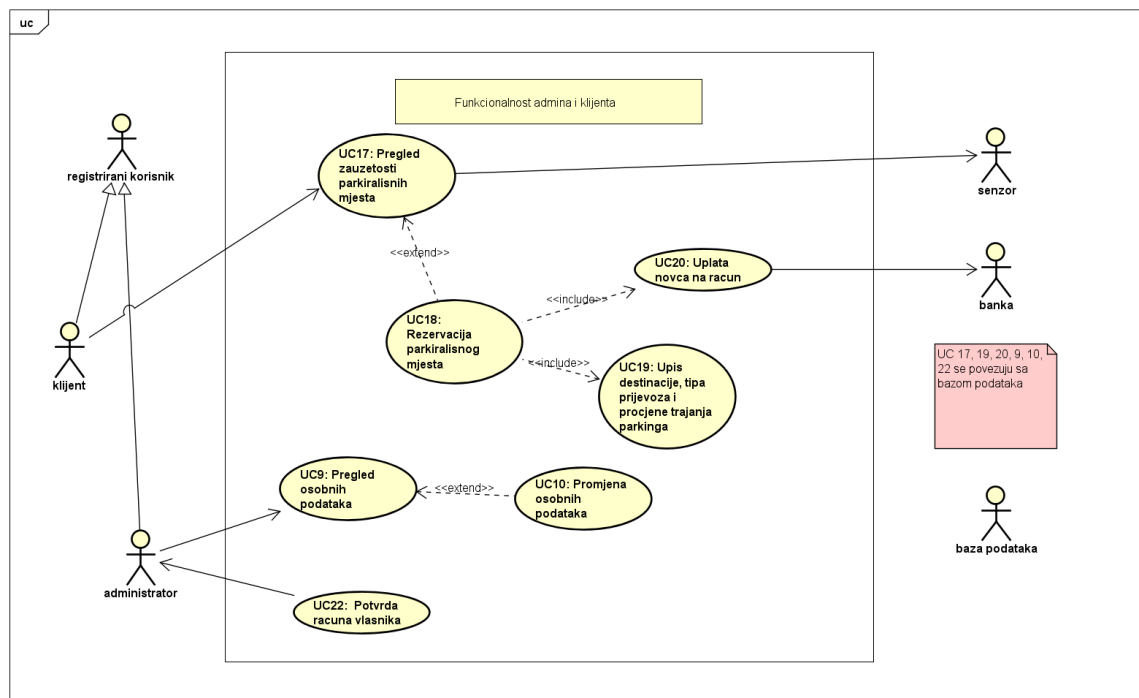 uc
Funkcionalnost admina i klijenta
registrirani korisnik
UC17: Pregled
zauzetosti
parkiralisnih
mjesta
senzor
<<extend>>
UC20: Uplata
novca na racun
banka
<<include>>
UC18:
Rezervacija
parkiralisnog
mjesta
klijent
<<include>>
UC19: Upis
destinacije, tipa
prijevoza i
procjene trajanja
parkinga
UC 17, 19, 20, 9, 10,
22 se povezuju sa
bazom podataka
UC9: Pregled
osobnih
podataka
<<extend>>
UC10: Promjena
osobnih
podataka
baza podataka
administrator
UC22: Potvrda
racuna vlasnika